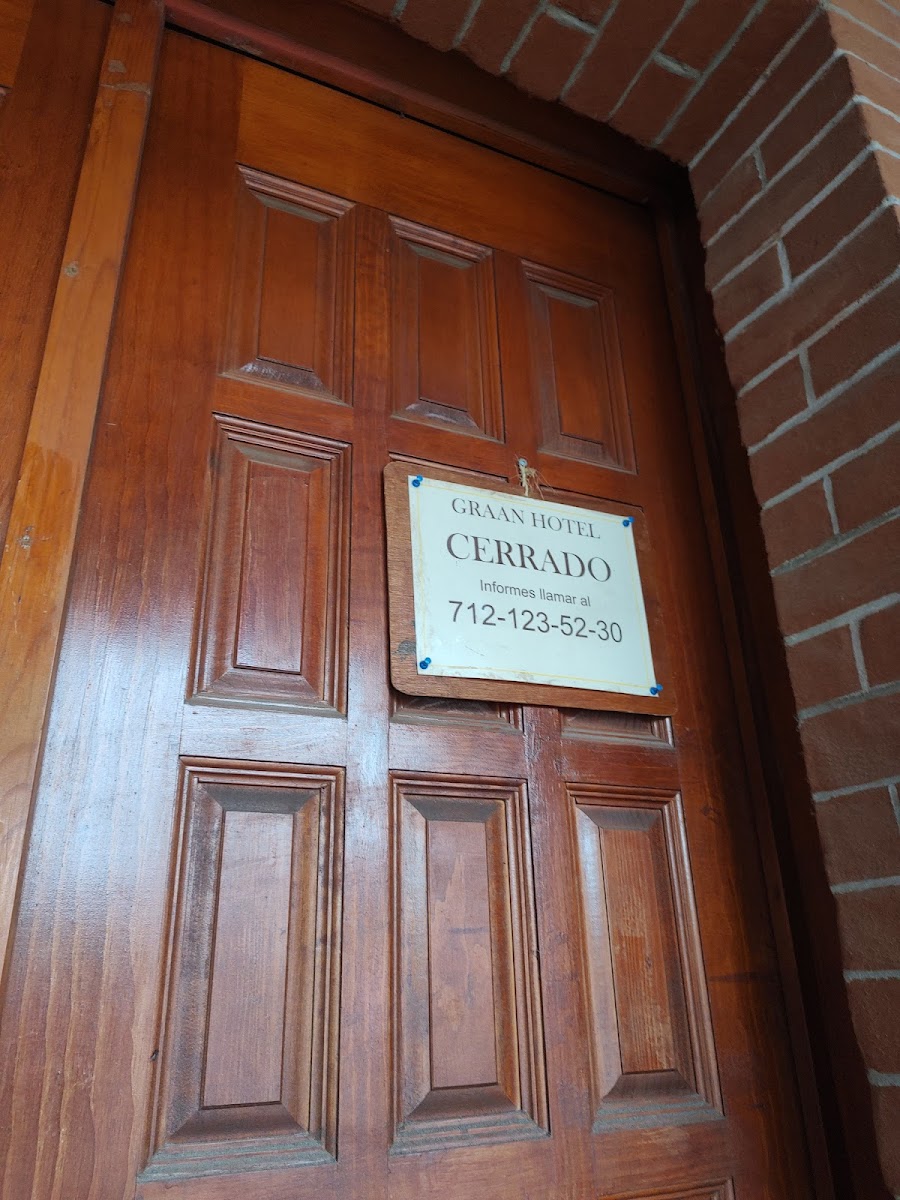 GRAAN HOTEL
CERRADO
Informes llamar al
712-123-52-30